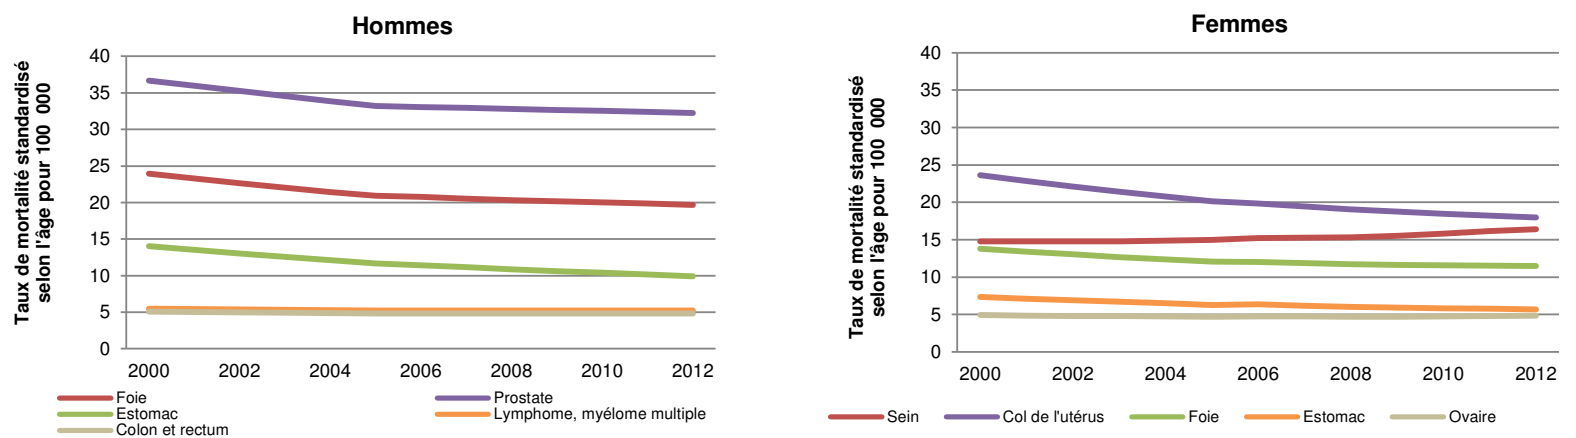 Hommes
Taux de mortalité standardisé
selon l'âge pour 100 000
40
35
30
25
20
15
10
5
0
2000 2002 2004 2006 2008 2010 2012
Foie Prostate
Estomac Lymphome, myélome multiple
Colon et rectum
Femmes
Taux de mortalité standardisé
selon l'âge pour 100 000
40
35
30
25
20
15
10
5
0
2000 2002 2004 2006 2008 2010 2012
Sein Col de l'utérus Foie Estomac Ovaire